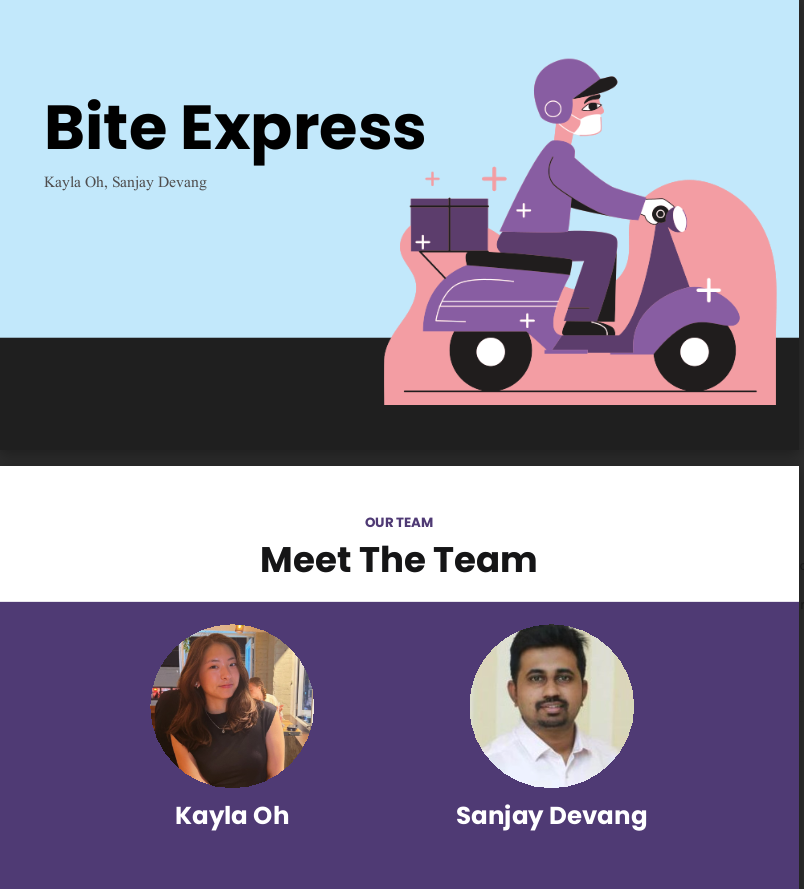 Bite Express
Kayla Oh, Sanjay Devang
OUR TEAM
Meet The Team
Kayla Oh
Sanjay Devang